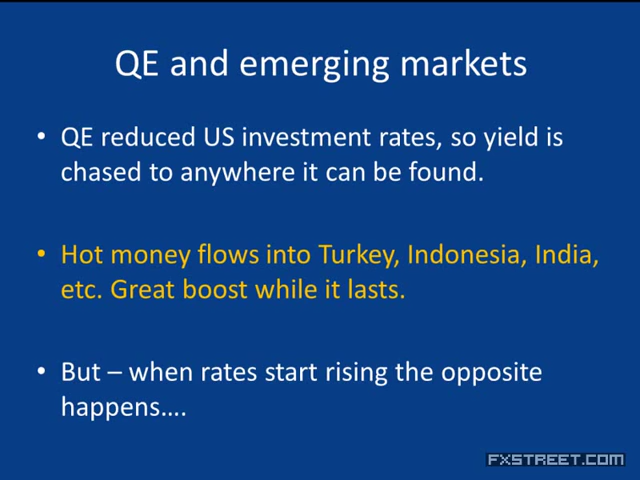 QE and emerging markets
• QE reduced US investment rates, so yield is
chased to anywhere it can be found.
• Hot money flows into Turkey, Indonesia, India,
etc. Great boost while it lasts.
• But – when rates start rising the opposite
happens….
FXSTREET.COM